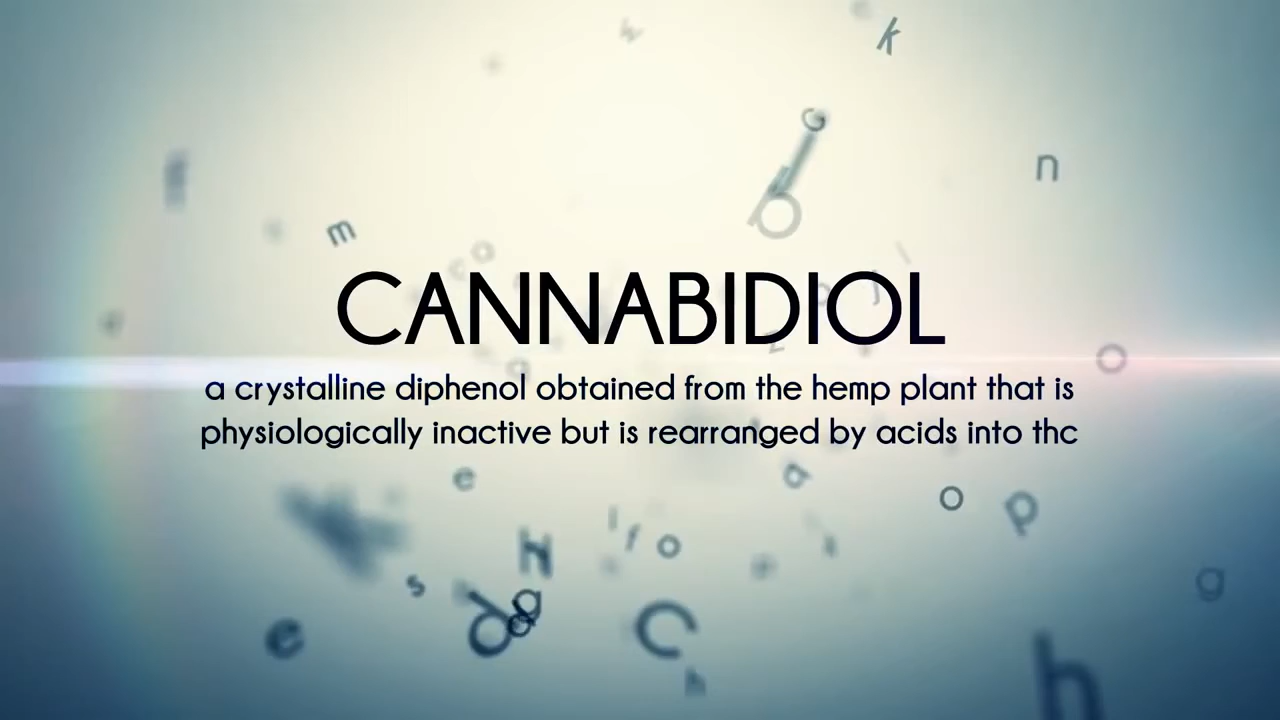 CANNABIDIOL
a crystalline diphenol obtained from the hemp plant that is
physiologically inactive but is rearranged by acids into thc